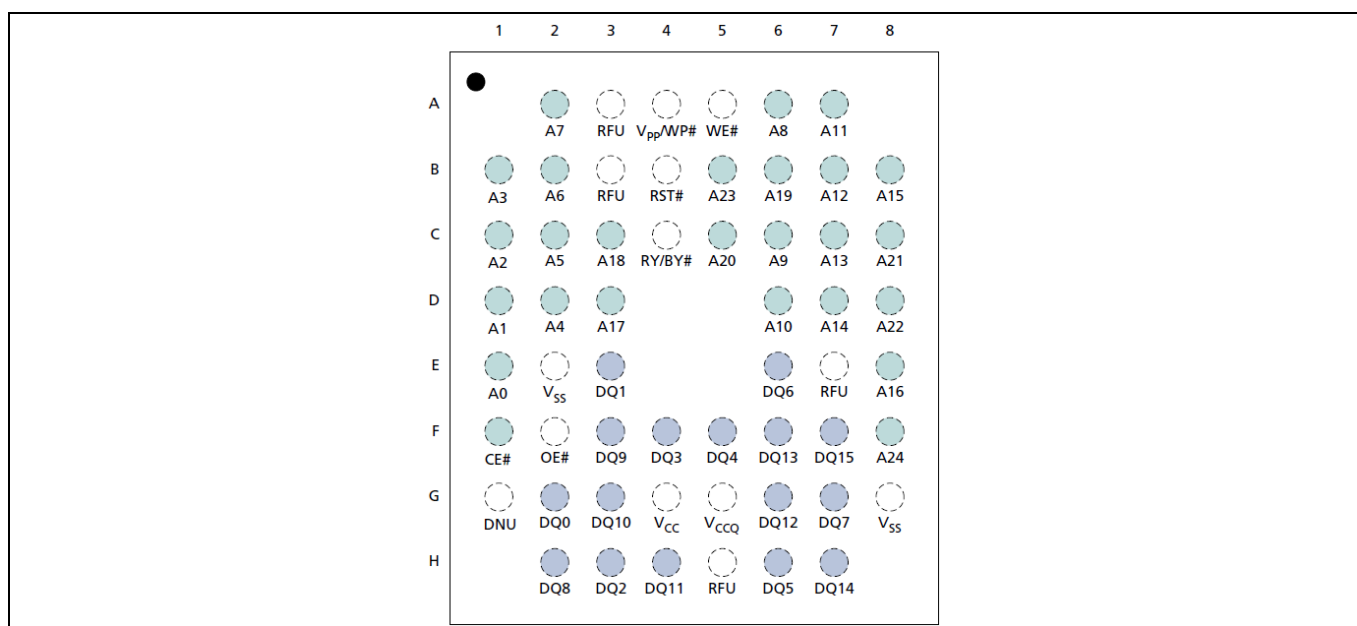 1 2 3 4 5 6 7 8
A
A7 RFU VPP/WP# WE# A8 A11
B
A3 A6 RFU RST# A23 A19 A12 A15
C
A2 A5 A18 RY/BY# A20 A9 A13 A21
D
A1 A4 A17 A10 A14 A22
E
A0 VSS DQ1 DQ6 RFU A16
F
CE# OE# DQ9 DQ3 DQ4 DQ13 DQ15 A24
G
DNU DQ0 DQ10 VCC VCCQ DQ12 DQ7 VSS
H
DQ8 DQ2 DQ11 RFU DQ5 DQ14